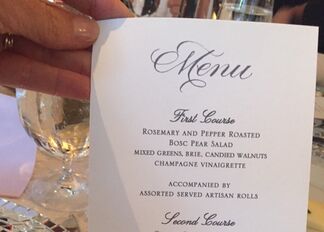 Menu
First Course
ROSEMARY AND PEPPER ROASTED
BOSC PEAR SALAD
MIXED GREENS, BRIE, CANDIED WALNUTS
CHAMPAGNE VINAIGRETTE
ACCOMPANIED BY
ASSORTED SERVED ARTISAN ROLLS
Second Course